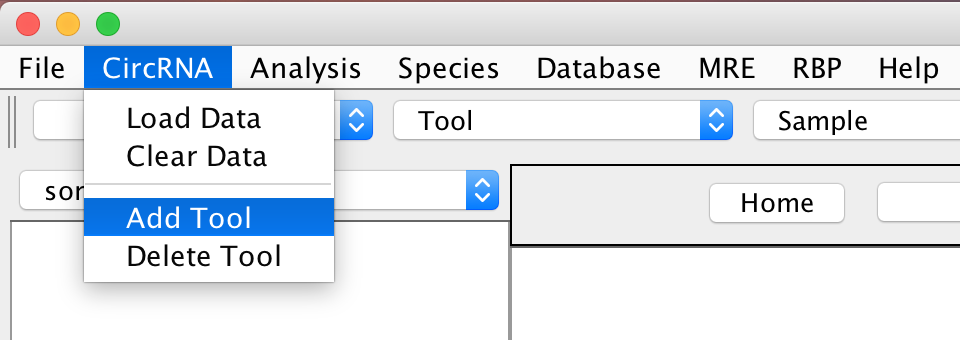 File CircRNA Analysis Species Database MRE RBP Help
Load Data
Tool
Sample
Clear Data
Home
Add Tool
Delete Tool